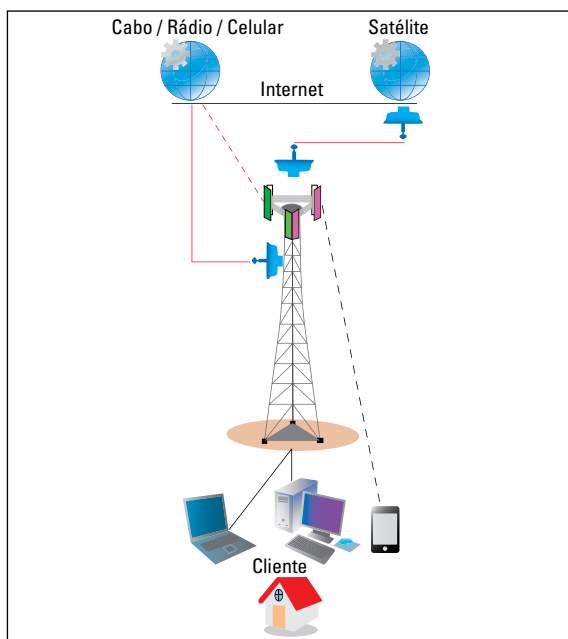 Cabo / Rádio / Celular
Satélite
Internet
Cliente